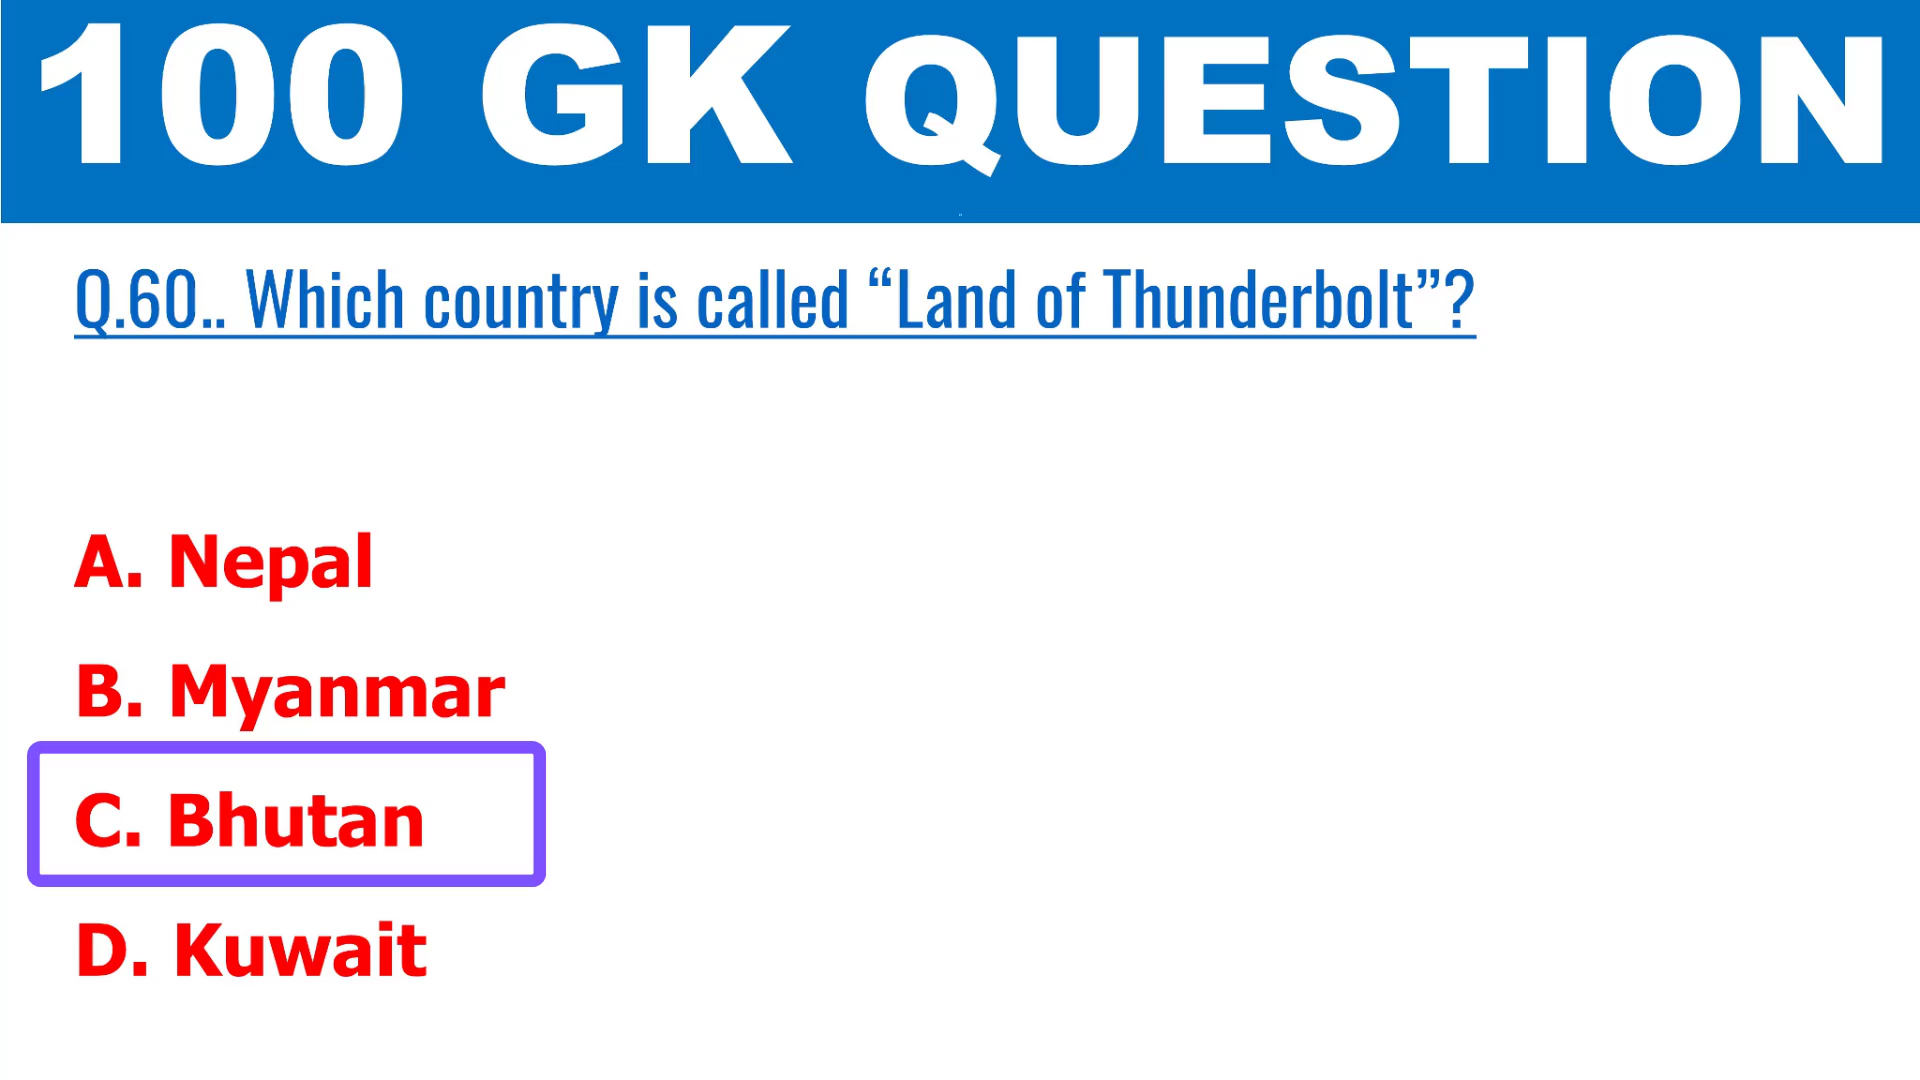 100 GK QUESTION
Q.60.. Which country is called “Land of Thunderbolt”?
A. Nepal
B. Myanmar
C. Bhutan
D. Kuwait